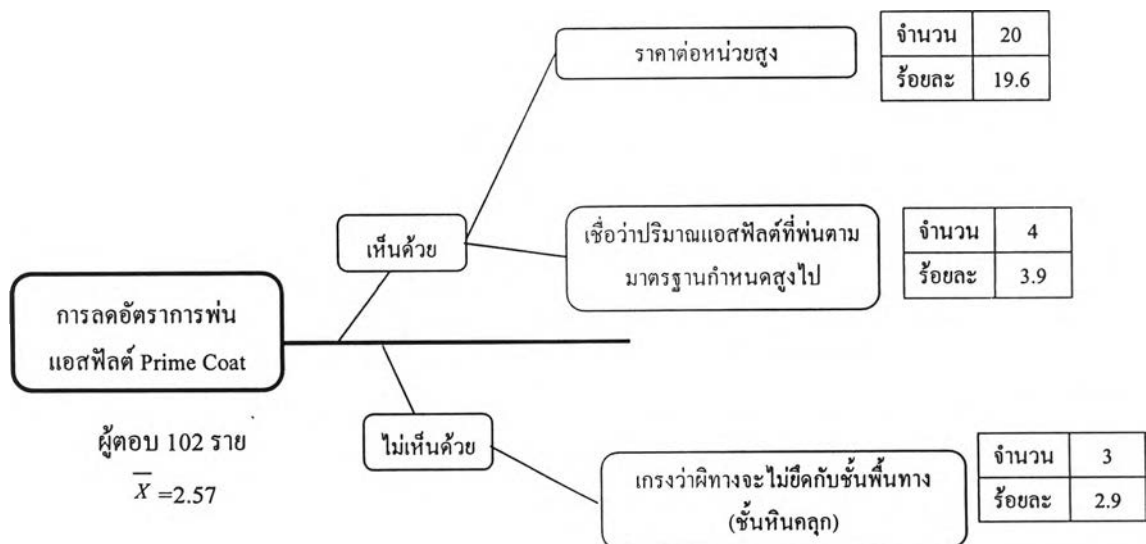 ราคาต่อหน่วยสูง
จำนวน 20
ร้อยละ 19.6
เห็นด้วย
เชื่อว่าปริมาณแอสฟัลต์ที่พ่นตาม
มาตรฐานกำหนดสูงไป
จำนวน 4
ร้อยละ 3.9
การลดอัตราการพ่น
แอสฟัลต์ Prime Coat
ผู้ตอบ 102 ราย
X̄ =2.57
ไม่เห็นด้วย
เกรงว่าผิทางจะไม่ยึดกับชั้นพื้นทาง
(ชั้นหินคลุก)
จำนวน 3
ร้อยละ 2.9